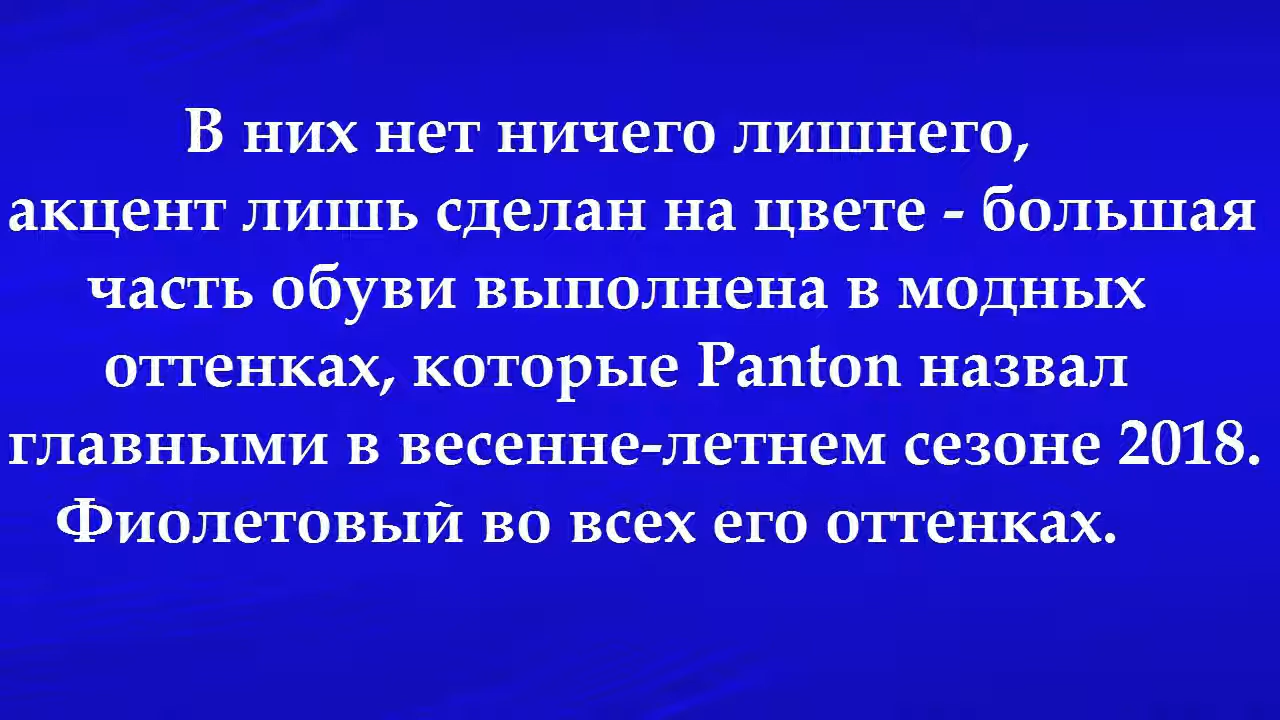 В них нет ничего лишнего,
акцент лишь сделан на цвете - большая
часть обуви выполнена в модных
оттенках, которые Panton назвал
главными в весенне-летнем сезоне 2018.
Фиолетовый во всех его оттенках.